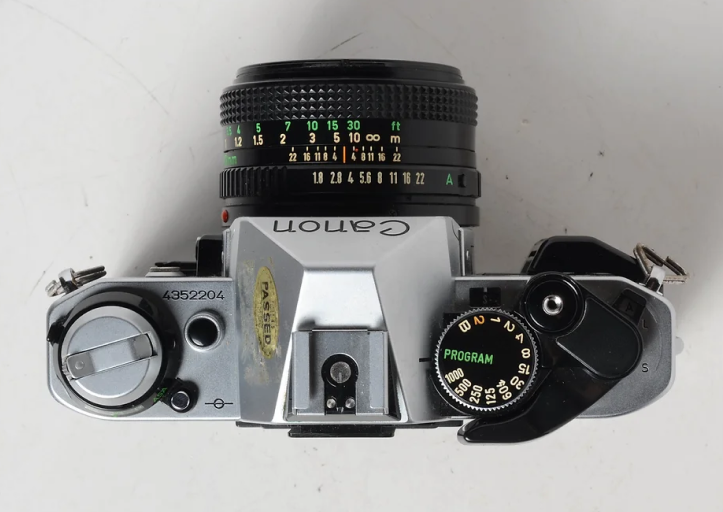 4 5 7 10 15 30 ft
1.2 1.5 2 3 5 10 ∞ m
22 16 11 8 4 4 8 11 16 22
1.8 2.8 4 5.6 8 11 16 22 A
Canon
4352204
PASSED
L
S
B 2 1 2 4 8 15 30 60 125 250 500 1000
PROGRAM